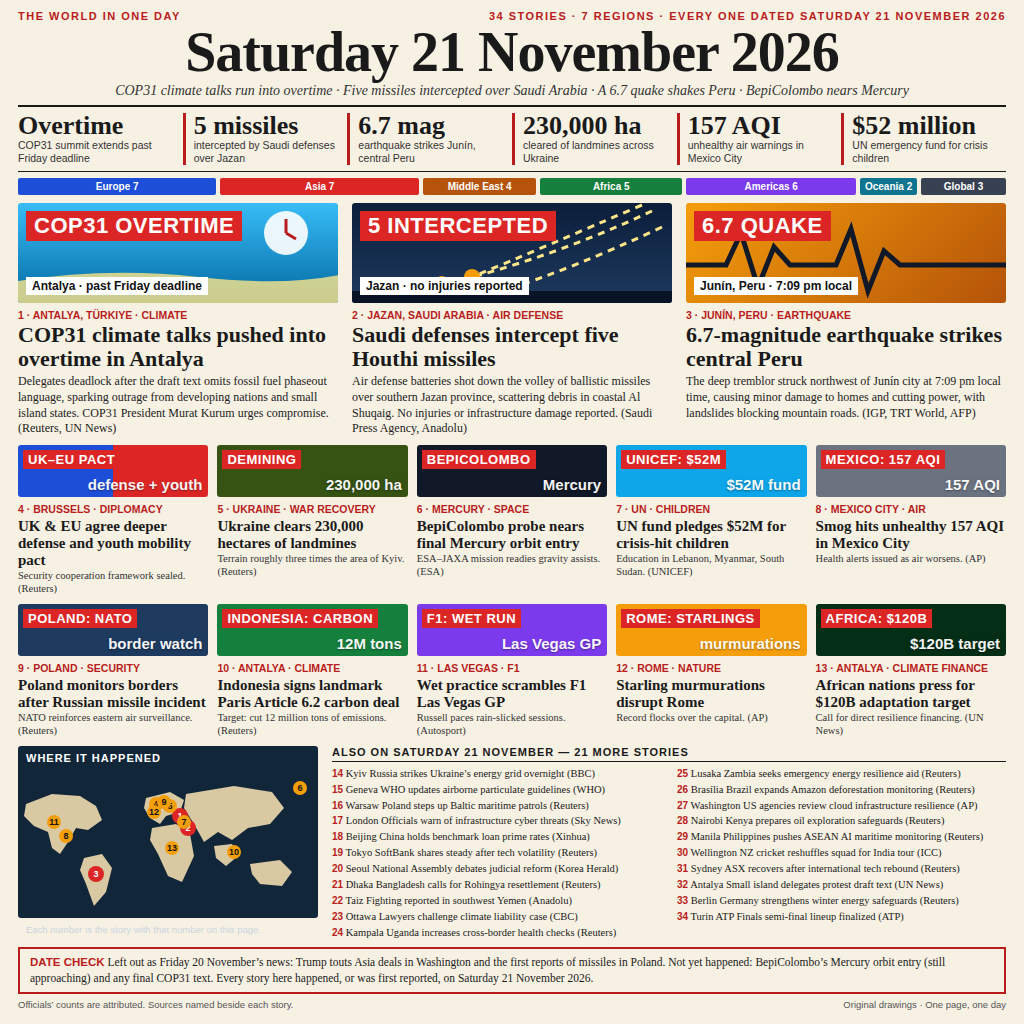 THE WORLD IN ONE DAY
34 STORIES · 7 REGIONS · EVERY ONE DATED SATURDAY 21 NOVEMBER 2026
Saturday 21 November 2026
COP31 climate talks run into overtime · Five missiles intercepted over Saudi Arabia · A 6.7 quake shakes Peru · BepiColombo nears Mercury
Overtime
COP31 summit extends past
Friday deadline
5 missiles
intercepted by Saudi defenses
over Jazan
6.7 mag
earthquake strikes Junín,
central Peru
230,000 ha
cleared of landmines across
Ukraine
157 AQI
unhealthy air warnings in
Mexico City
$52 million
UN emergency fund for crisis
children
Europe 7
Asia 7
Middle East 4
Africa 5
Americas 6
Oceania 2
Global 3
COP31 OVERTIME
Antalya · past Friday deadline
1 · ANTALYA, TÜRKIYE · CLIMATE
COP31 climate talks pushed into
overtime in Antalya
Delegates deadlock after the draft text omits fossil fuel phaseout
language, sparking outrage from developing nations and small
island states. COP31 President Murat Kurum urges compromise.
(Reuters, UN News)
5 INTERCEPTED
Jazan · no injuries reported
2 · JAZAN, SAUDI ARABIA · AIR DEFENSE
Saudi defenses intercept five
Houthi missiles
Air defense batteries shot down the volley of ballistic missiles
over southern Jazan province, scattering debris in coastal Al
Shuqaig. No injuries or infrastructure damage reported. (Saudi
Press Agency, Anadolu)
6.7 QUAKE
Junín, Peru · 7:09 pm local
3 · JUNÍN, PERU · EARTHQUAKE
6.7-magnitude earthquake strikes
central Peru
The deep tremblor struck northwest of Junín city at 7:09 pm local
time, causing minor damage to homes and cutting power, with
landslides blocking mountain roads. (IGP, TRT World, AFP)
UK–EU PACT
defense + youth
4 · BRUSSELS · DIPLOMACY
UK & EU agree deeper
defense and youth mobility
pact
Security cooperation framework sealed.
(Reuters)
DEMINING
230,000 ha
5 · UKRAINE · WAR RECOVERY
Ukraine clears 230,000
hectares of landmines
Terrain roughly three times the area of Kyiv.
(Reuters)
BEPICOLOMBO
Mercury
6 · MERCURY · SPACE
BepiColombo probe nears
final Mercury orbit entry
ESA–JAXA mission readies gravity assists.
(ESA)
UNICEF: $52M
$52M fund
7 · UN · CHILDREN
UN fund pledges $52M for
crisis-hit children
Education in Lebanon, Myanmar, South
Sudan. (UNICEF)
MEXICO: 157 AQI
157 AQI
8 · MEXICO CITY · AIR
Smog hits unhealthy 157 AQI
in Mexico City
Health alerts issued as air worsens. (AP)
POLAND: NATO
border watch
9 · POLAND · SECURITY
Poland monitors borders
after Russian missile incident
NATO reinforces eastern air surveillance.
(Reuters)
INDONESIA: CARBON
12M tons
10 · ANTALYA · CLIMATE
Indonesia signs landmark
Paris Article 6.2 carbon deal
Target: cut 12 million tons of emissions.
(Reuters)
F1: WET RUN
Las Vegas GP
11 · LAS VEGAS · F1
Wet practice scrambles F1
Las Vegas GP
Russell paces rain-slicked sessions.
(Autosport)
ROME: STARLINGS
murmurations
12 · ROME · NATURE
Starling murmurations
disrupt Rome
Record flocks over the capital. (AP)
AFRICA: $120B
$120B target
13 · ANTALYA · CLIMATE FINANCE
African nations press for
$120B adaptation target
Call for direct resilience financing. (UN
News)
WHERE IT HAPPENED
6
4
9
12
7
2
11
8
13
10
3
Each number is the story with that number on this page.
ALSO ON SATURDAY 21 NOVEMBER — 21 MORE STORIES
14 Kyiv Russia strikes Ukraine’s energy grid overnight (BBC)
15 Geneva WHO updates airborne particulate guidelines (WHO)
16 Warsaw Poland steps up Baltic maritime patrols (Reuters)
17 London Officials warn of infrastructure cyber threats (Sky News)
18 Beijing China holds benchmark loan prime rates (Xinhua)
19 Tokyo SoftBank shares steady after tech volatility (Reuters)
20 Seoul National Assembly debates judicial reform (Korea Herald)
21 Dhaka Bangladesh calls for Rohingya resettlement (Reuters)
22 Taiz Fighting reported in southwest Yemen (Anadolu)
23 Ottawa Lawyers challenge climate liability case (CBC)
24 Kampala Uganda increases cross-border health checks (Reuters)
25 Lusaka Zambia seeks emergency energy resilience aid (Reuters)
26 Brasília Brazil expands Amazon deforestation monitoring (Reuters)
27 Washington US agencies review cloud infrastructure resilience (AP)
28 Nairobi Kenya prepares oil exploration safeguards (Reuters)
29 Manila Philippines pushes ASEAN AI maritime monitoring (Reuters)
30 Wellington NZ cricket reshuffles squad for India tour (ICC)
31 Sydney ASX recovers after international tech rebound (Reuters)
32 Antalya Small island delegates protest draft text (UN News)
33 Berlin Germany strengthens winter energy safeguards (Reuters)
34 Turin ATP Finals semi-final lineup finalized (ATP)
DATE CHECK Left out as Friday 20 November’s news: Trump touts Asia deals in Washington and the first reports of missiles in Poland. Not yet happened: BepiColombo’s Mercury orbit entry (still
approaching) and any final COP31 text. Every story here happened, or was first reported, on Saturday 21 November 2026.
Officials’ counts are attributed. Sources named beside each story.
Original drawings · One page, one day